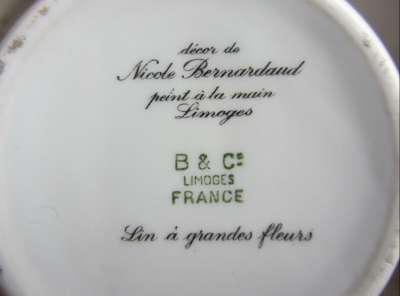 décor de
Nicole Bernardaud
peint à la main
Limoges
B & Co
LIMOGES
FRANCE
Lin à grandes fleurs